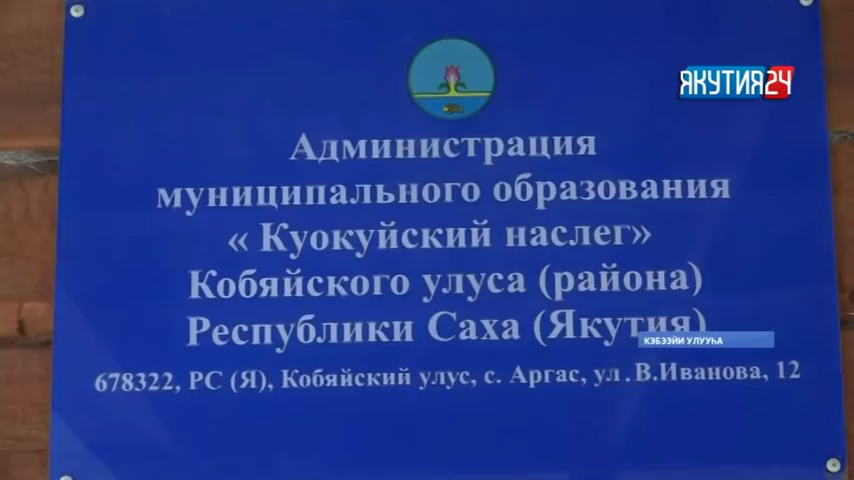 ЯКУТИЯ24
Администрация
муниципального образования
« Куокуйский наслег»
Кобяйского улуса (района)
Республики Саха (Якутия)
КЭБЭЭЙИ УЛУУҺА
678322, РС (Я), Кобяйский улус, с. Аргас, ул .В.Иванова, 12